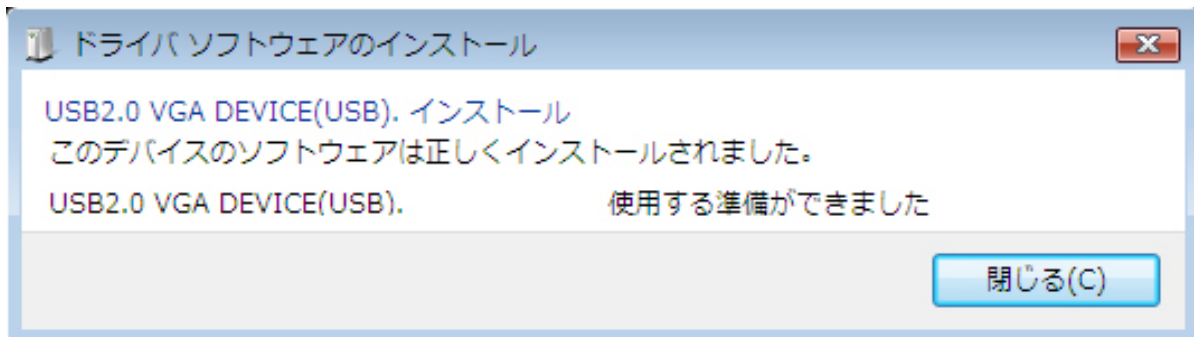 ドライバ ソフトウェアのインストール
USB2.0 VGA DEVICE(USB). インストール
このデバイスのソフトウェアは正しくインストールされました。
USB2.0 VGA DEVICE(USB). 使用する準備ができました
閉じる(C)